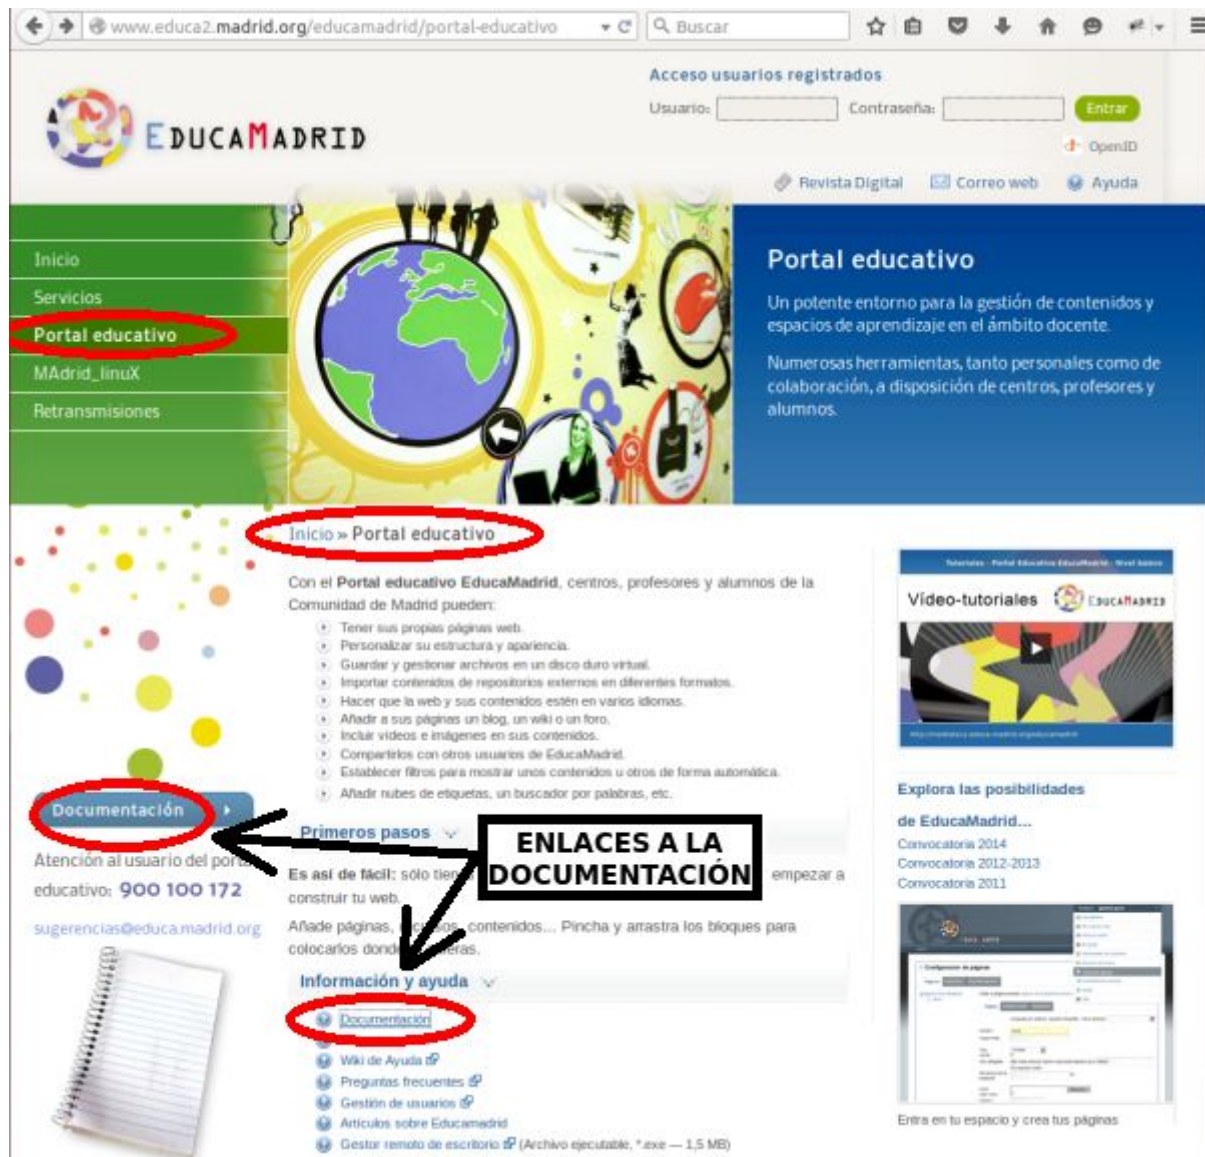 www.educa2.madrid.org/educamadrid/portal-educativo
Buscar
Acceso usuarios registrados
Usuario:
Contraseña:
Entrar
OpenID
EDUCAMADRID
Revista Digital
Correo web
Ayuda
Inicio
Servicios
Portal educativo
MAdrid_linuX
Retransmisiones
Portal educativo
Un potente entorno para la gestión de contenidos y
espacios de aprendizaje en el ámbito docente.
Numerosas herramientas, tanto personales como de
colaboración, a disposición de centros, profesores y
alumnos.
Inicio » Portal educativo
Con el Portal educativo EducaMadrid, centros, profesores y alumnos de la
Comunidad de Madrid pueden:
Tener sus propias páginas web.
Personalizar su estructura y apariencia.
Guardar y gestionar archivos en un disco duro virtual.
Importar contenidos de repositorios externos en diferentes formatos.
Hacer que la web y sus contenidos estén en varios idiomas.
Añadir a sus páginas un blog, un wiki o un foro.
Incluir vídeos e imágenes en sus contenidos.
Compartirlos con otros usuarios de EducaMadrid.
Establecer filtros para mostrar unos contenidos u otros de forma automática.
Añadir nubes de etiquetas, un buscador por palabras, etc.
Documentación
Atención al usuario del
educativo: 900 100 172
sugerencias@educa.madrid.org
Primeros pasos
ENLACES A LA
DOCUMENTACIÓN
Es así de fácil: sólo empezar a
construir tu web.
Añade páginas, contenidos... Pincha y arrastra los bloques para
colocarlos
Información y ayuda
Documentación
Wiki de Ayuda
Preguntas frecuentes
Gestión de usuarios
Artículos sobre Educamadrid
Gestor remoto de escritorio (Archivo ejecutable, *.exe — 1,5 MB)
Tutoriales - Portal Educativo EducaMadrid - Nivel básico
Vídeo-tutoriales
EDUCAMADRID
Explora las posibilidades
de EducaMadrid...
Convocatoria 2014
Convocatoria 2012-2013
Convocatoria 2011
Configuración de páginas
Entra en tu espacio y crea tus páginas